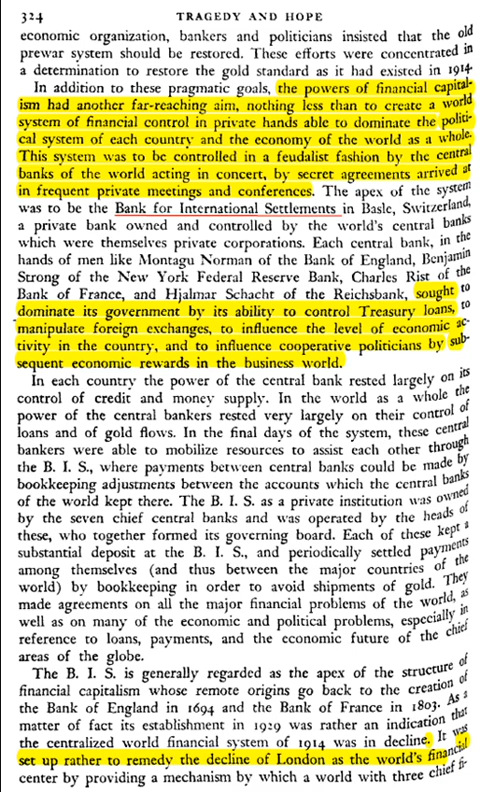 324 TRAGEDY AND HOPE
economic organization, bankers and politicians insisted that the old
prewar system should be restored. These efforts were concentrated in
a determination to restore the gold standard as it had existed in 1914.
In addition to these pragmatic goals, the powers of financial capital-
ism had another far-reaching aim, nothing less than to create a world
system of financial control in private hands able to dominate the politi-
cal system of each country and the economy of the world as a whole.
This system was to be controlled in a feudalist fashion by the central
banks of the world acting in concert, by secret agreements arrived at
in frequent private meetings and conferences. The apex of the system
was to be the Bank for International Settlements in Basle, Switzerland,
a private bank owned and controlled by the world's central banks
which were themselves private corporations. Each central bank, in the
hands of men like Montagu Norman of the Bank of England, Benjamin
Strong of the New York Federal Reserve Bank, Charles Rist of the
Bank of France, and Hjalmar Schacht of the Reichsbank, sought to
dominate its government by its ability to control Treasury loans, to
manipulate foreign exchanges, to influence the level of economic ac-
tivity in the country, and to influence cooperative politicians by sub-
sequent economic rewards in the business world.
In each country the power of the central bank rested largely on its
control of credit and money supply. In the world as a whole the
power of the central bankers rested very largely on their control of
loans and of gold flows. In the final days of the system, these central
bankers were able to mobilize resources to assist each other through
the B. I. S., where payments between central banks could be made by
bookkeeping adjustments between the accounts which the central banks
of the world kept there. The B. I. S. as a private institution was owned
by the seven chief central banks and was operated by the heads of
these, who together formed its governing board. Each of these kept a
substantial deposit at the B. I. S., and periodically settled payments
among themselves (and thus between the major countries of the
world) by bookkeeping in order to avoid shipments of gold. They
made agreements on all the major financial problems of the world, as
well as on many of the economic and political problems, especially in
reference to loans, payments, and the economic future of the chief
areas of the globe.
The B. I. S. is generally regarded as the apex of the structure of
financial capitalism whose remote origins go back to the creation of
the Bank of England in 1694 and the Bank of France in 1803. As a
matter of fact its establishment in 1929 was rather an indication that
the centralized world financial system of 1914 was in decline. It was
set up rather to remedy the decline of London as the world's financial
center by providing a mechanism by which a world with three chief fi-